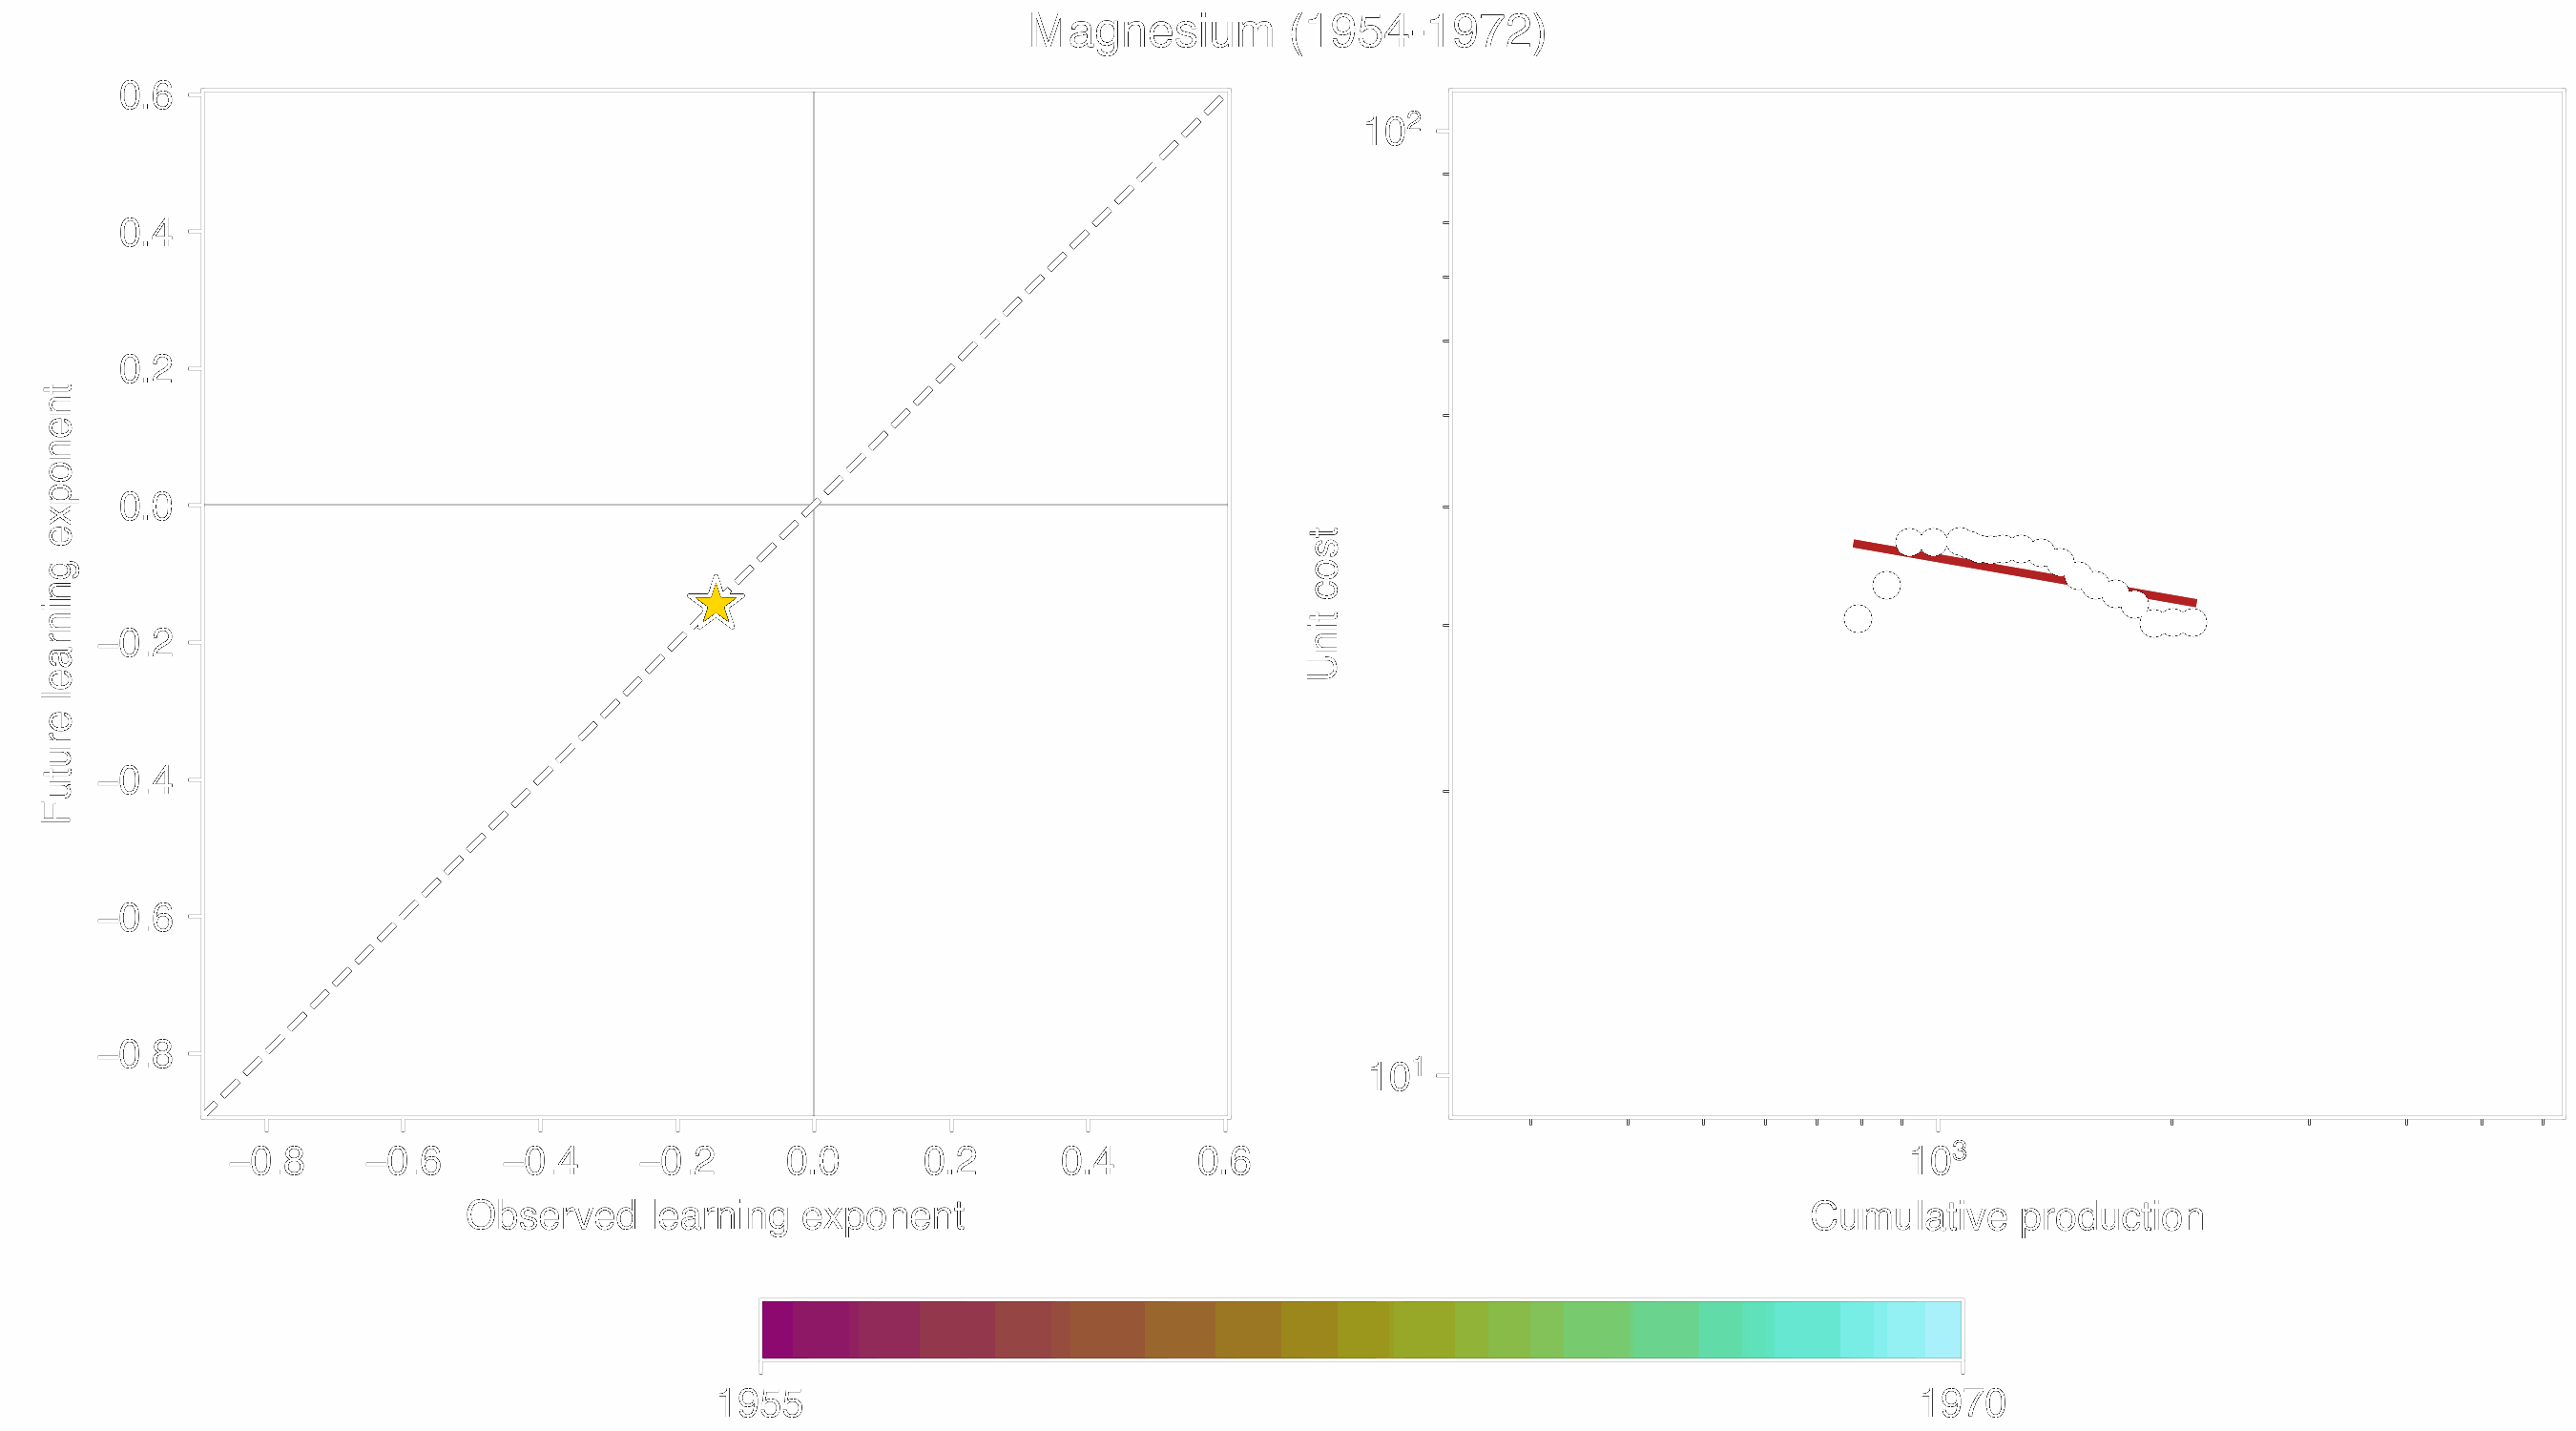 Magnesium (1954-1972)
0.6
0.4
0.2
0.0
−0.2
−0.4
−0.6
−0.8
Future learning exponent
−0.8 −0.6 −0.4 −0.2 0.0 0.2 0.4 0.6
Observed learning exponent
10²
10¹
Unit cost
10³
Cumulative production
1955 1970